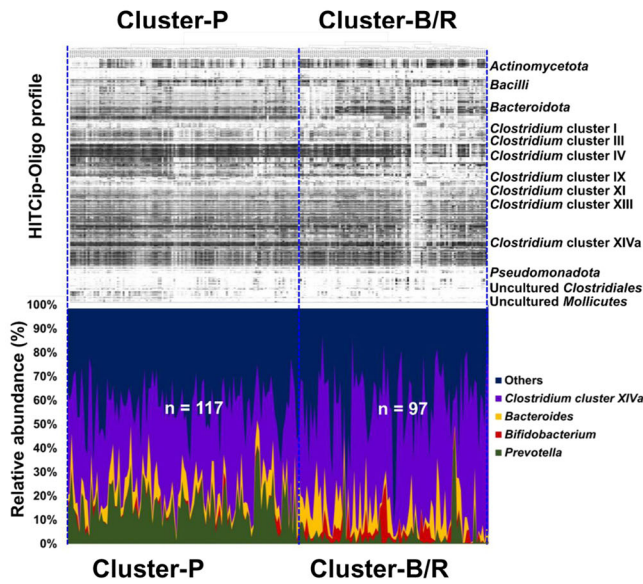 Cluster-P
Cluster-B/R
HITCip-Oligo profile
Actinomycetota
Bacilli
Bacteroidota
Clostridium cluster I
Clostridium cluster III
Clostridium cluster IV
Clostridium cluster IX
Clostridium cluster XI
Clostridium cluster XIII
Clostridium cluster XIVa
Pseudomonadota
Uncultured Clostridiales
Uncultured Mollicutes
Relative abundance (%)
100%
90%
80%
70%
60%
50%
40%
30%
20%
10%
0%
n = 117
n = 97
Others
Clostridium cluster XIVa
Bacteroides
Bifidobacterium
Prevotella
Cluster-P
Cluster-B/R